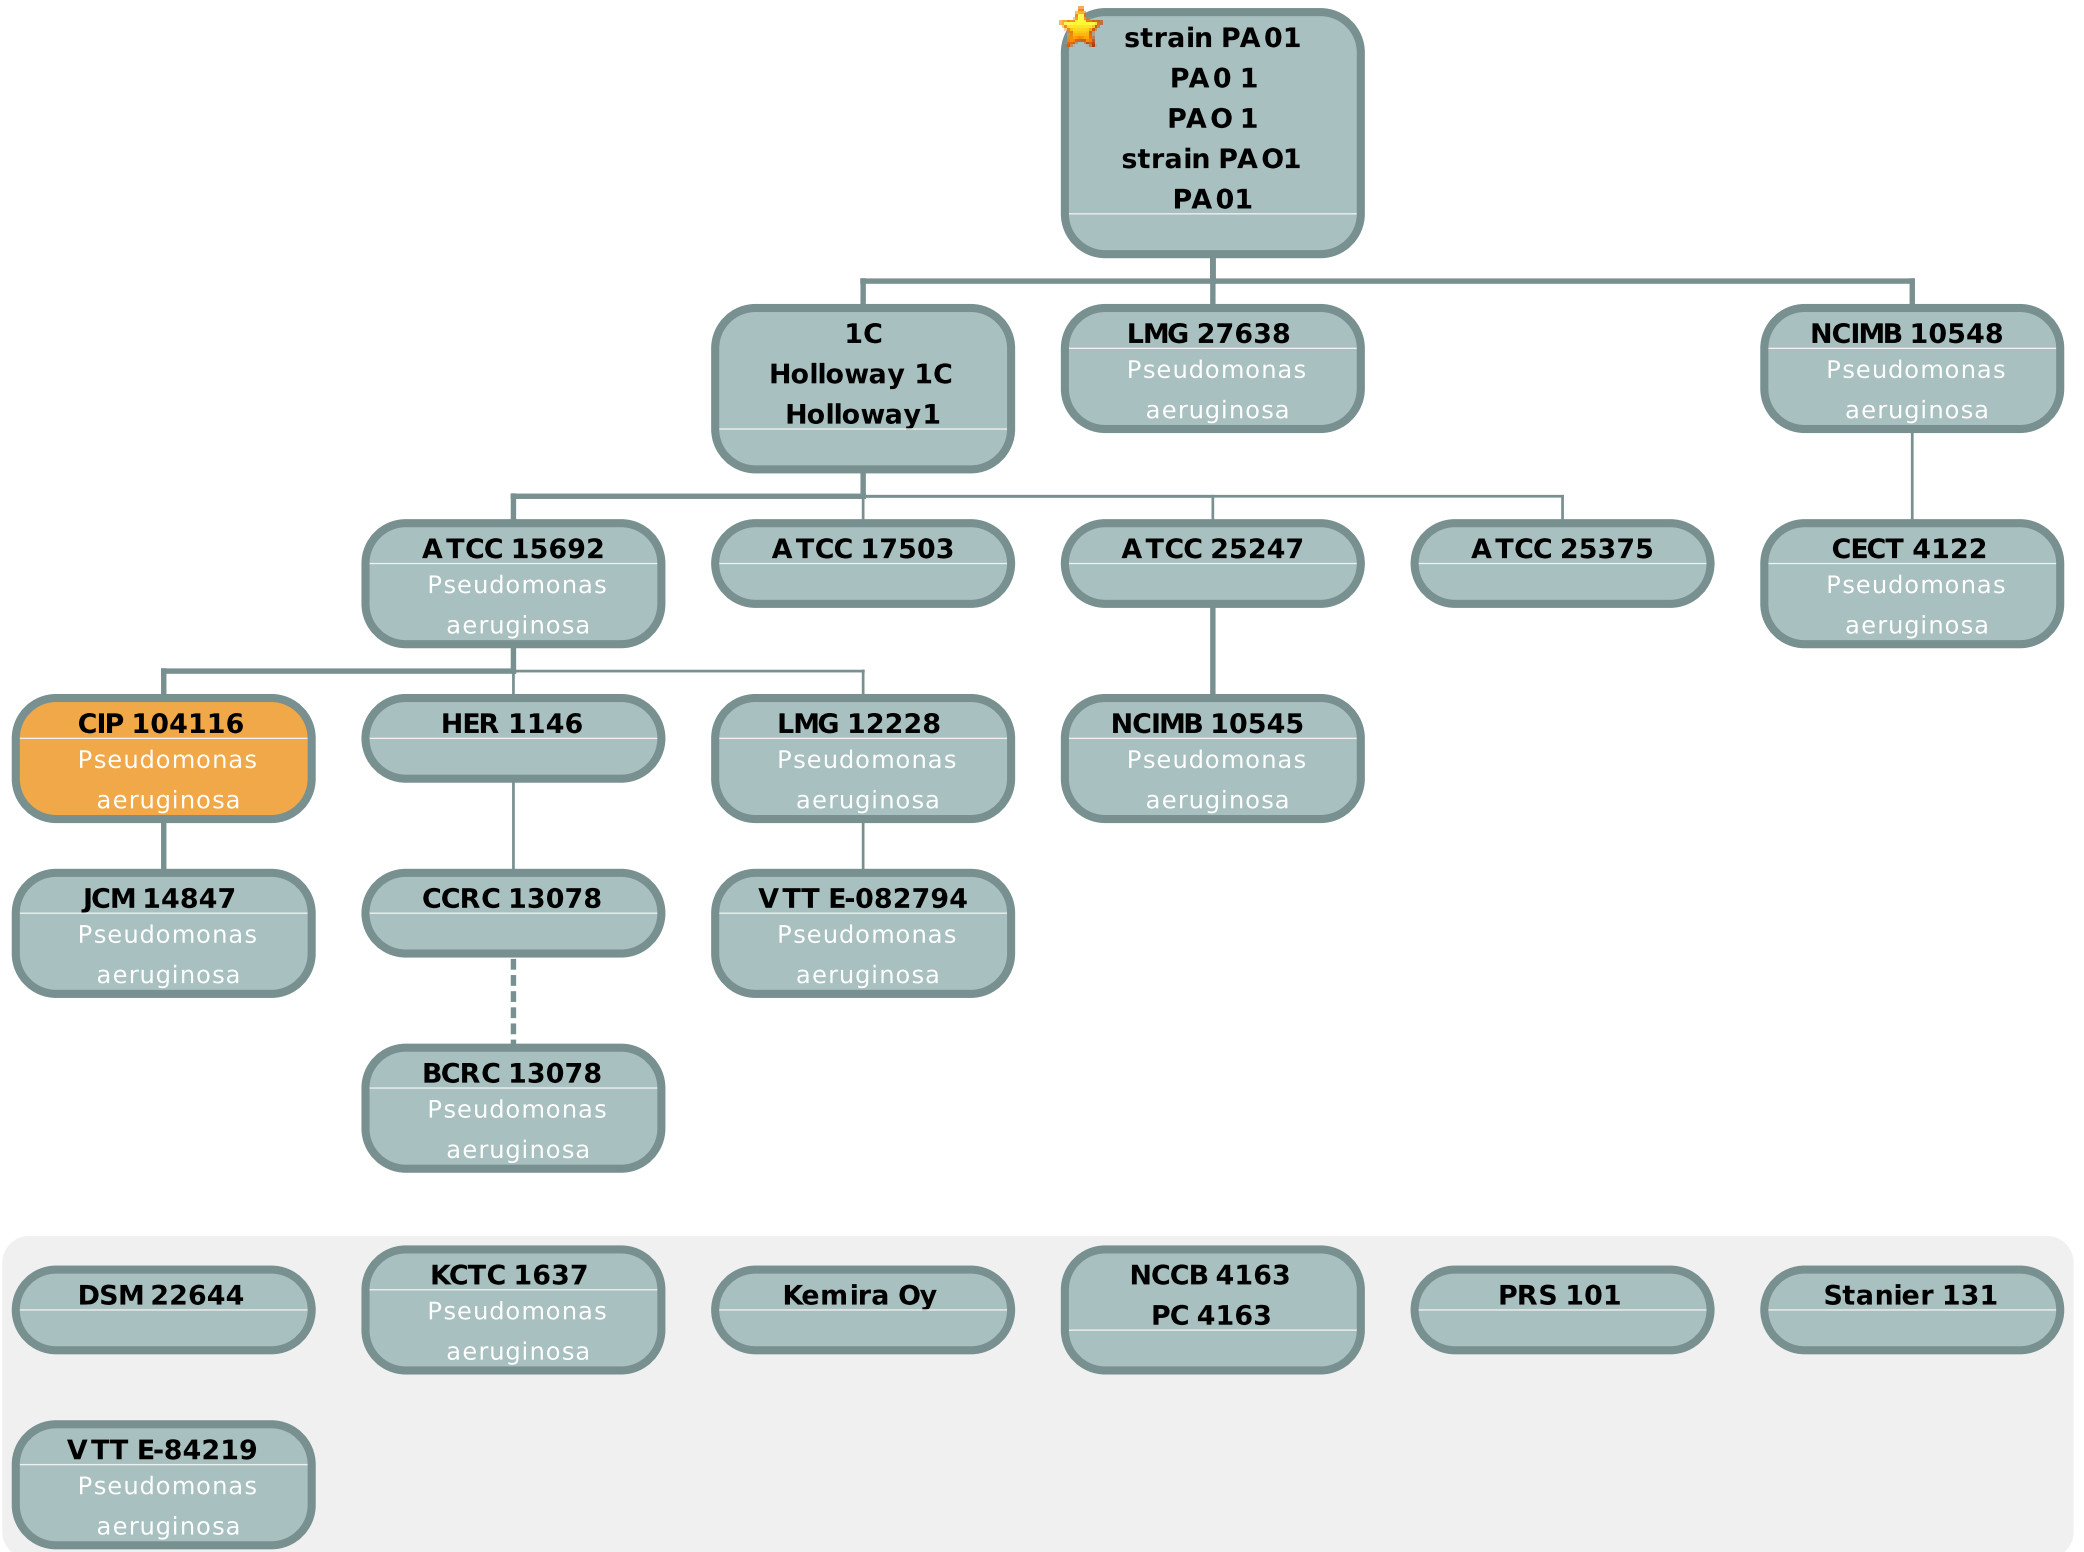 strain PA01
PA0 1
PAO 1
strain PAO1
PA01
1C
Holloway 1C
Holloway1
LMG 27638
Pseudomonas
aeruginosa
NCIMB 10548
Pseudomonas
aeruginosa
ATCC 15692
Pseudomonas
aeruginosa
ATCC 17503
ATCC 25247
ATCC 25375
CECT 4122
Pseudomonas
aeruginosa
CIP 104116
Pseudomonas
aeruginosa
HER 1146
LMG 12228
Pseudomonas
aeruginosa
NCIMB 10545
Pseudomonas
aeruginosa
JCM 14847
Pseudomonas
aeruginosa
CCRC 13078
VTT E-082794
Pseudomonas
aeruginosa
BCRC 13078
Pseudomonas
aeruginosa
DSM 22644
KCTC 1637
Pseudomonas
aeruginosa
Kemira Oy
NCCB 4163
PC 4163
PRS 101
Stanier 131
VTT E-84219
Pseudomonas
aeruginosa